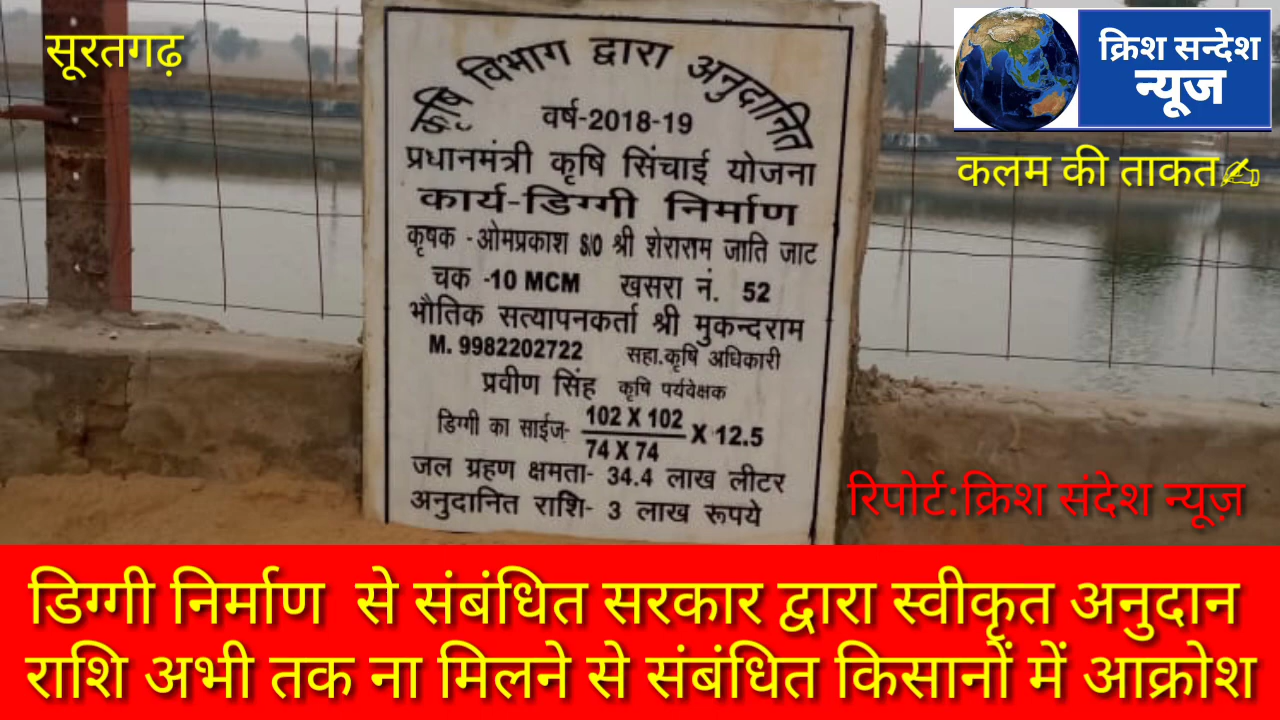 सूरतगढ़
क्रिश सन्देश
न्यूज
कलम की ताकत✍
कृषि विभाग द्वारा अनुदानित
वर्ष-2018-19
प्रधानमंत्री कृषि सिंचाई योजना
कार्य-डिग्गी निर्माण
कृषक - ओमप्रकाश S/O श्री शेराराम जाति जाट
चक -10 MCM खसरा नं. 52
भौतिक सत्यापनकर्ता श्री मुकन्दराम
M. 9982202722 सहा.कृषि अधिकारी
प्रवीण सिंह कृषि पर्यवेक्षक
डिग्गी का साईज- 102 X 102 / 74 X 74 X 12.5
जल ग्रहण क्षमता- 34.4 लाख लीटर
अनुदानित राशि- 3 लाख रूपये
रिपोर्ट:क्रिश संदेश न्यूज़
डिग्गी निर्माण से संबंधित सरकार द्वारा स्वीकृत अनुदान
राशि अभी तक ना मिलने से संबंधित किसानों में आक्रोश